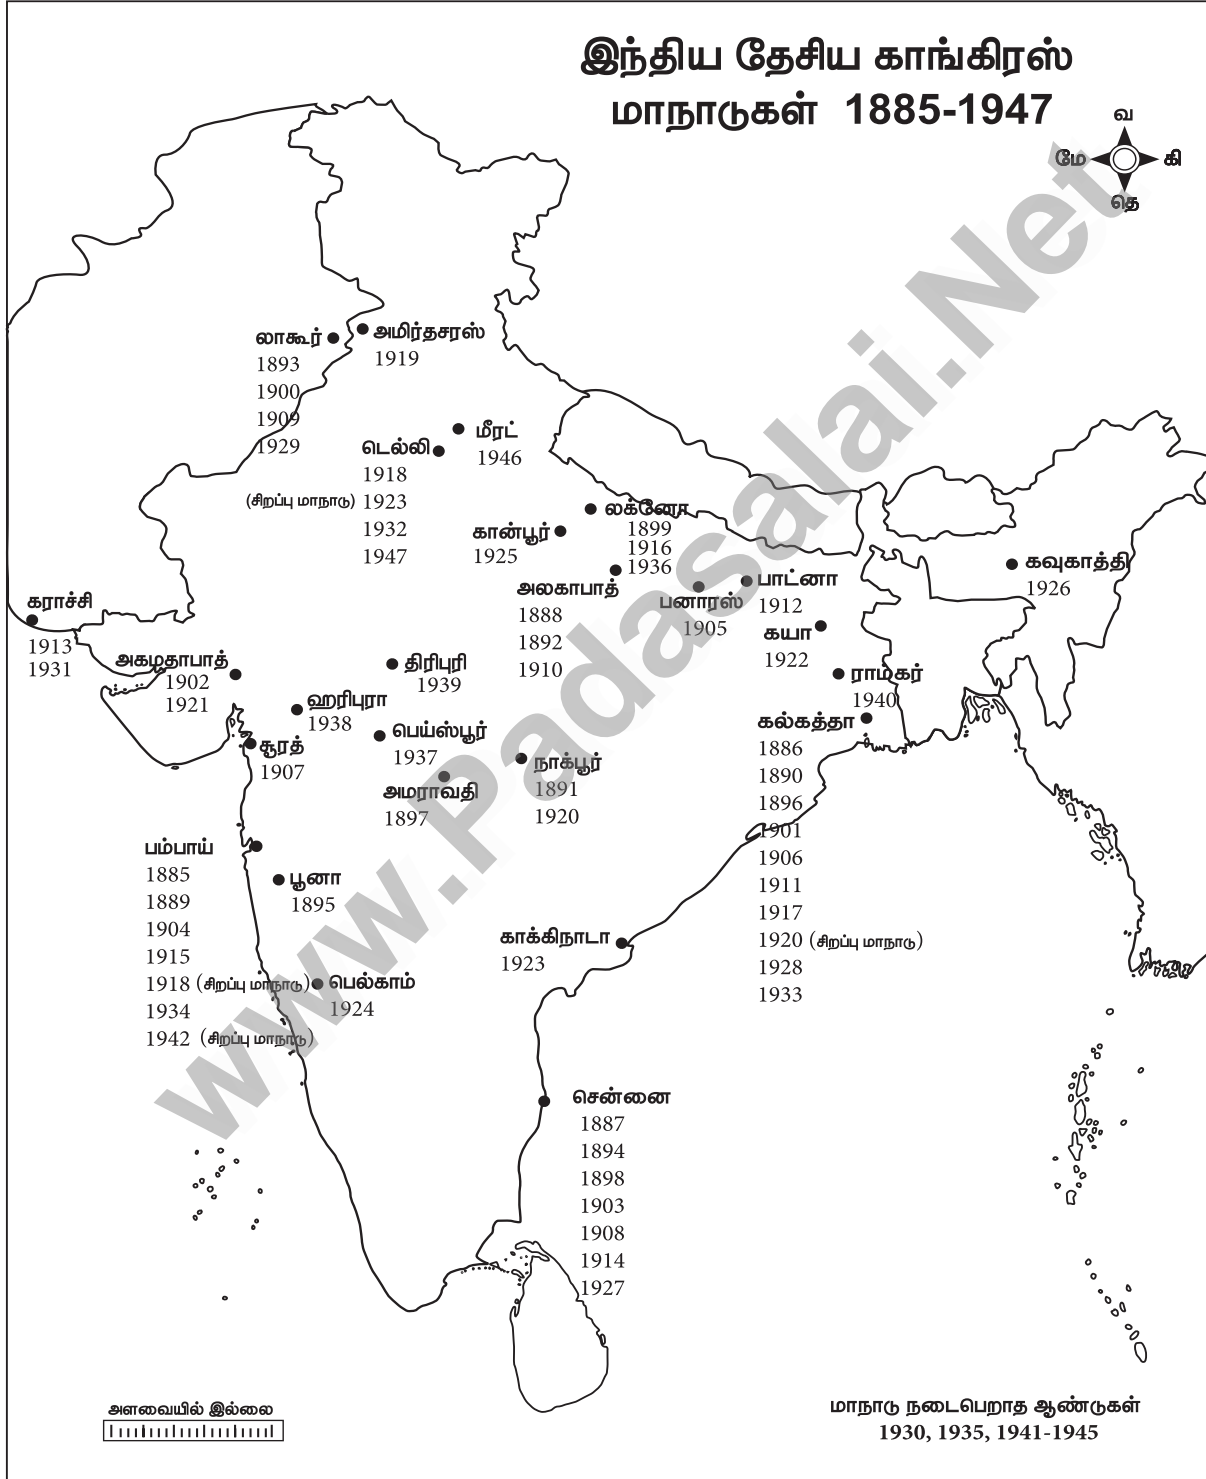 இந்திய தேசிய காங்கிரஸ்
மாநாடுகள் 1885-1947
வ
மே
கி
தெ
லாகூர்
1893
1900
1909
1929
அமிர்தசரஸ்
1919
மீரட்
1946
டெல்லி
1918
(சிறப்பு மாநாடு) 1923
1932
1947
லக்னோ
1899
1916
1936
கான்பூர்
1925
அலகாபாத்
1888
1892
1910
பனாரஸ்
1905
பாட்னா
1912
கயா
1922
கவுகாத்தி
1926
கராச்சி
1913
1931
அகமதாபாத்
1902
1921
திரிபுரி
1939
ஹரிபுரா
1938
ராம்கர்
1940
சூரத்
1907
பெய்ஸ்பூர்
1937
நாக்பூர்
1891
1920
அமராவதி
1897
கல்கத்தா
1886
1890
1896
1901
1906
1911
1917
1920 (சிறப்பு மாநாடு)
1928
1933
பம்பாய்
1885
1889
1904
1915
1918 (சிறப்பு மாநாடு)
1934
1942 (சிறப்பு மாநாடு)
பூனா
1895
காக்கிநாடா
1923
பெல்காம்
1924
சென்னை
1887
1894
1898
1903
1908
1914
1927
அளவையில் இல்லை
மாநாடு நடைபெறாத ஆண்டுகள்
1930, 1935, 1941-1945
www.Padasalai.Net